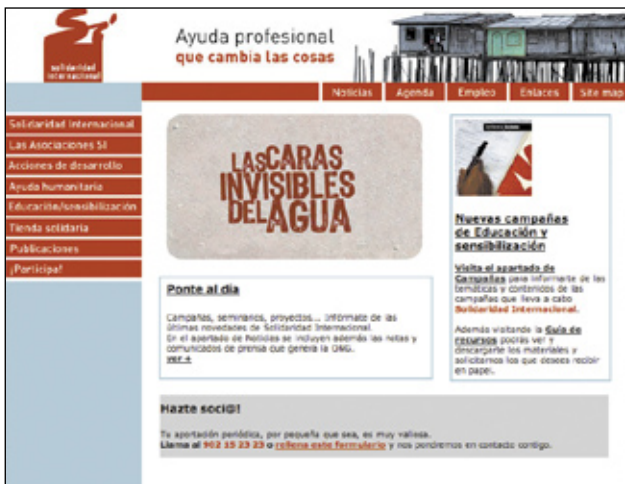 solidaridad
internacional
Ayuda profesional
que cambia las cosas
Noticias
Agenda
Empleo
Enlaces
Site map
Solidaridad Internacional
Las Asociaciones SI
Acciones de desarrollo
Ayuda humanitaria
Educación/sensibilización
Tienda solidaria
Publicaciones
¡Participa!
LAS CARAS
INVISIBLES
DEL AGUA
Ponte al día
Campañas, seminarios, proyectos... Infórmate de las
últimas novedades de Solidaridad Internacional.
En el apartado de Noticias se incluyen además las notas y
comunicados de prensa que genera la ONG.
ver +
Nuevas campañas
de Educación y
sensibilización
Visita el apartado de
Campañas para informarte de las
temáticas y contenidos de las
campañas que lleva a cabo
Solidaridad Internacional.
Además visitando la Guía de
recursos podrás ver y
descargarte los materiales y
solicitarnos los que desees recibir
en papel.
Hazte soci@!
Tu aportación periódica, por pequeña que sea, es muy valiosa.
Llama al 902 15 23 23 o rellena este formulario y nos pondremos en contacto contigo.